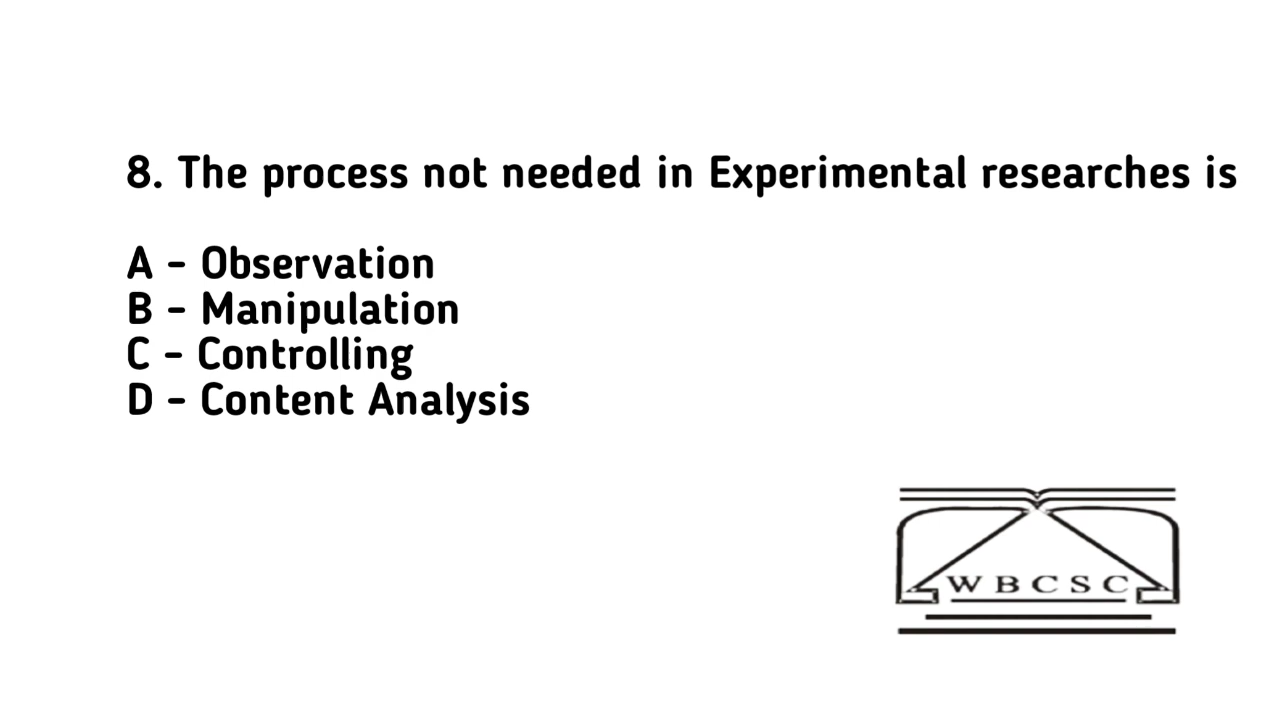 8. The process not needed in Experimental researches is
A - Observation
B - Manipulation
C - Controlling
D - Content Analysis
WBCSC